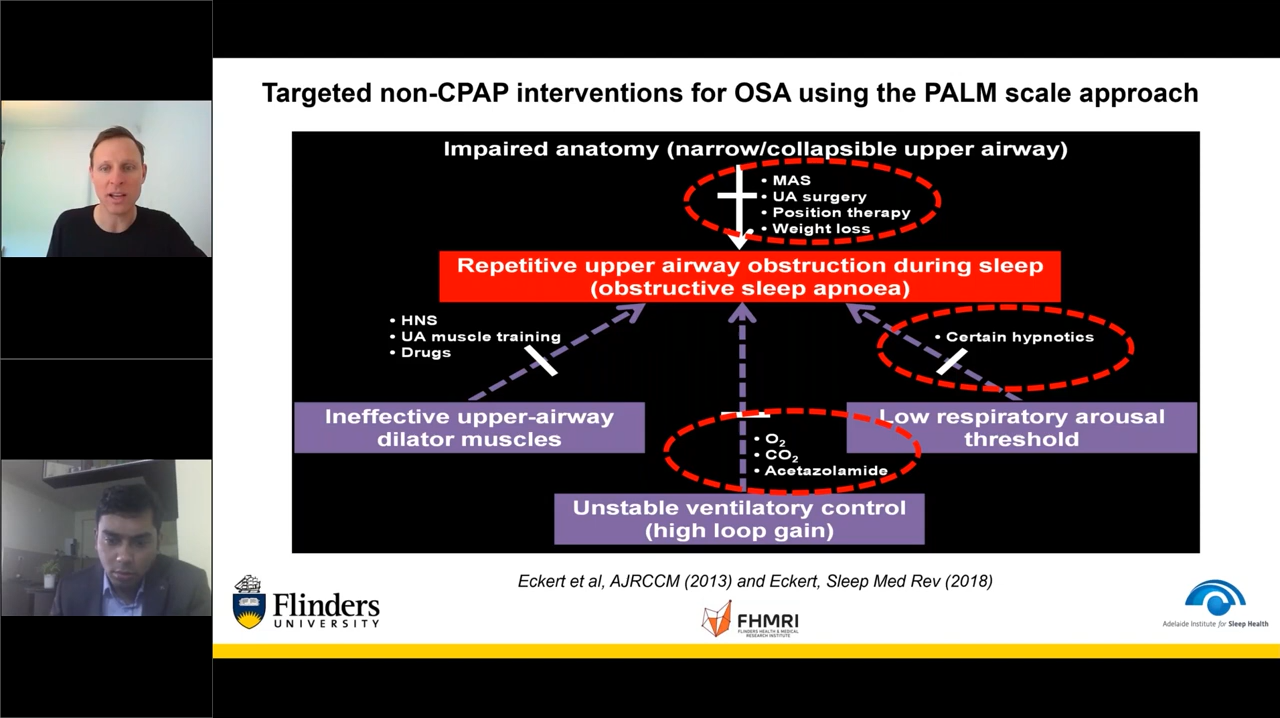 Targeted non-CPAP interventions for OSA using the PALM scale approach
Impaired anatomy (narrow/collapsible upper airway)
• MAS
• UA surgery
• Position therapy
• Weight loss
Repetitive upper airway obstruction during sleep
(obstructive sleep apnoea)
• HNS
• UA muscle training
• Drugs
• Certain hypnotics
Ineffective upper-airway
dilator muscles
Low respiratory arousal
threshold
• O₂
• CO₂
• Acetazolamide
Unstable ventilatory control
(high loop gain)
Eckert et al, AJRCCM (2013) and Eckert, Sleep Med Rev (2018)
Flinders
UNIVERSITY
FHMRI
FLINDERS HEALTH & MEDICAL
RESEARCH INSTITUTE
Adelaide Institute for Sleep Health